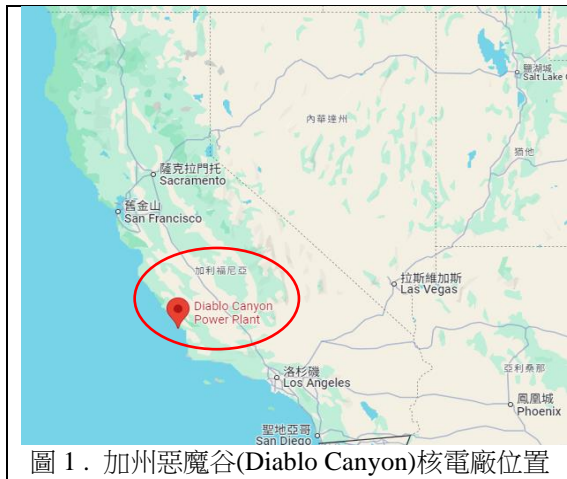 鹽湖城
Salt Lake C
內華達州
猶他
薩克拉門托
Sacramento
舊金山
San Francisco
加利福尼亞
拉斯維加斯
Las Vegas
Diablo Canyon
Power Plant
亞利桑那
洛杉磯
Los Angeles
鳳凰城
Phoenix
聖地亞哥
San Diego
圖 1 . 加州惡魔谷(Diablo Canyon)核電廠位置